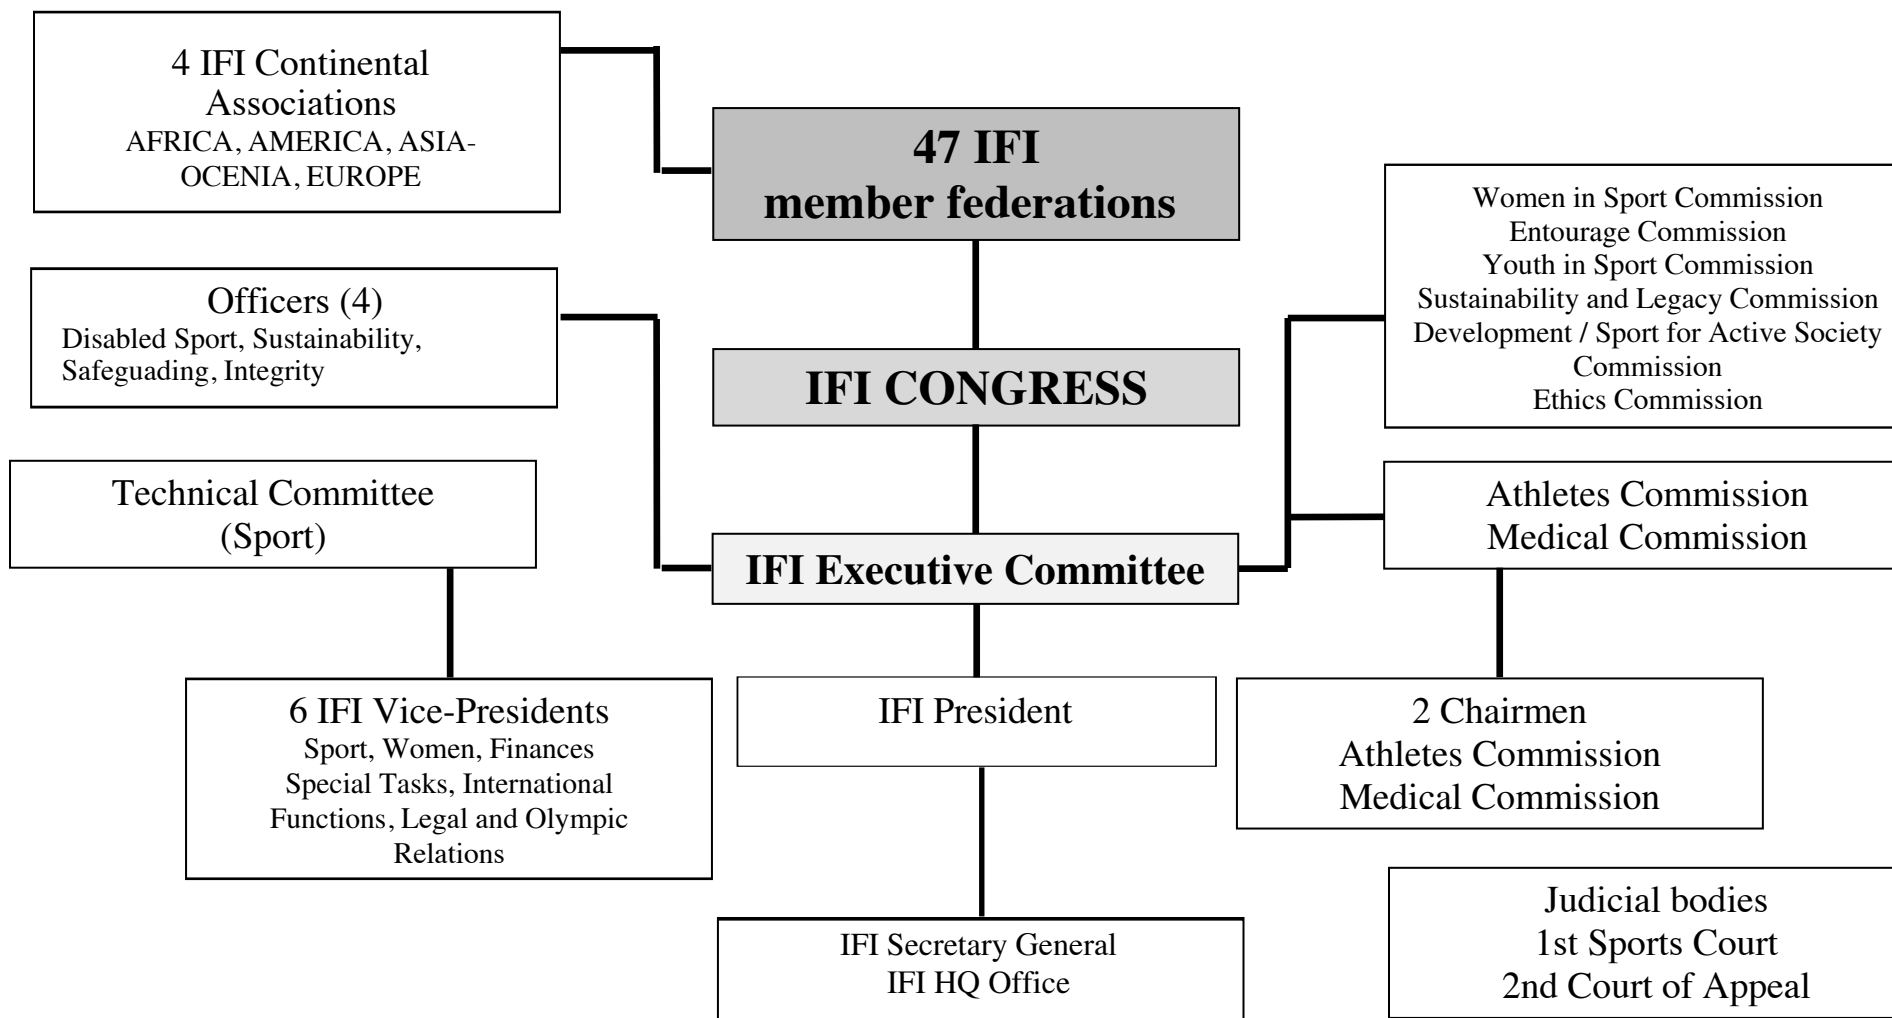 4 IFI Continental
Associations
AFRICA, AMERICA, ASIA-
OCENIA, EUROPE
47 IFI
member federations
Women in Sport Commission
Entourage Commission
Youth in Sport Commission
Sustainability and Legacy Commission
Development / Sport for Active Society
Commission
Ethics Commission
Officers (4)
Disabled Sport, Sustainability,
Safeguading, Integrity
IFI CONGRESS
Technical Committee
(Sport)
IFI Executive Committee
Athletes Commission
Medical Commission
6 IFI Vice-Presidents
Sport, Women, Finances
Special Tasks, International
Functions, Legal and Olympic
Relations
IFI President
2 Chairmen
Athletes Commission
Medical Commission
IFI Secretary General
IFI HQ Office
Judicial bodies
1st Sports Court
2nd Court of Appeal